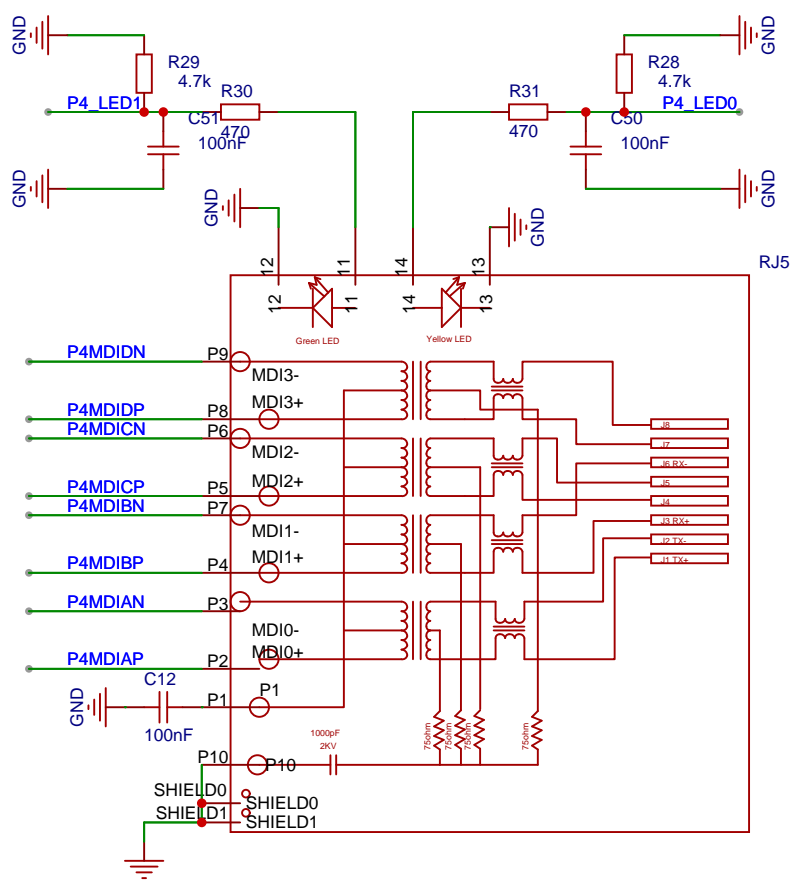 GND
R29
4.7k
P4_LED1
R30
470
C51
100nF
GND
GND
R28
4.7k
P4_LED0
R31
470
C50
100nF
GND
GND
GND
12
11
14
13
RJ5
12
11
14
13
Green LED
Yellow LED
P4MDIDN
P9
MDI3-
P4MDIDP
P8
MDI3+
P4MDICN
P6
MDI2-
P4MDICP
P5
MDI2+
P4MDIBN
P7
MDI1-
P4MDIBP
P4
MDI1+
P4MDIAN
P3
MDI0-
P4MDIAP
P2
MDI0+
J8
J7
J6 RX-
J5
J4
J3 RX+
J2 TX-
J1 TX+
C12
100nF
GND
P1
P1
1000pF
2KV
75ohm
75ohm
75ohm
75ohm
P10
P10
SHIELD0
SHIELD0
SHIELD1
SHIELD1